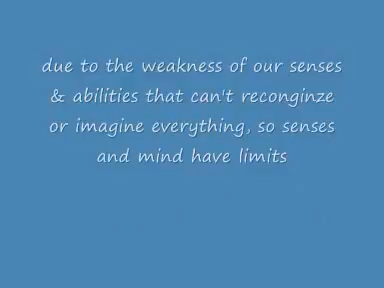 due to the weakness of our senses
& abilities that can't reconginze
or imagine everything, so senses
and mind have limits